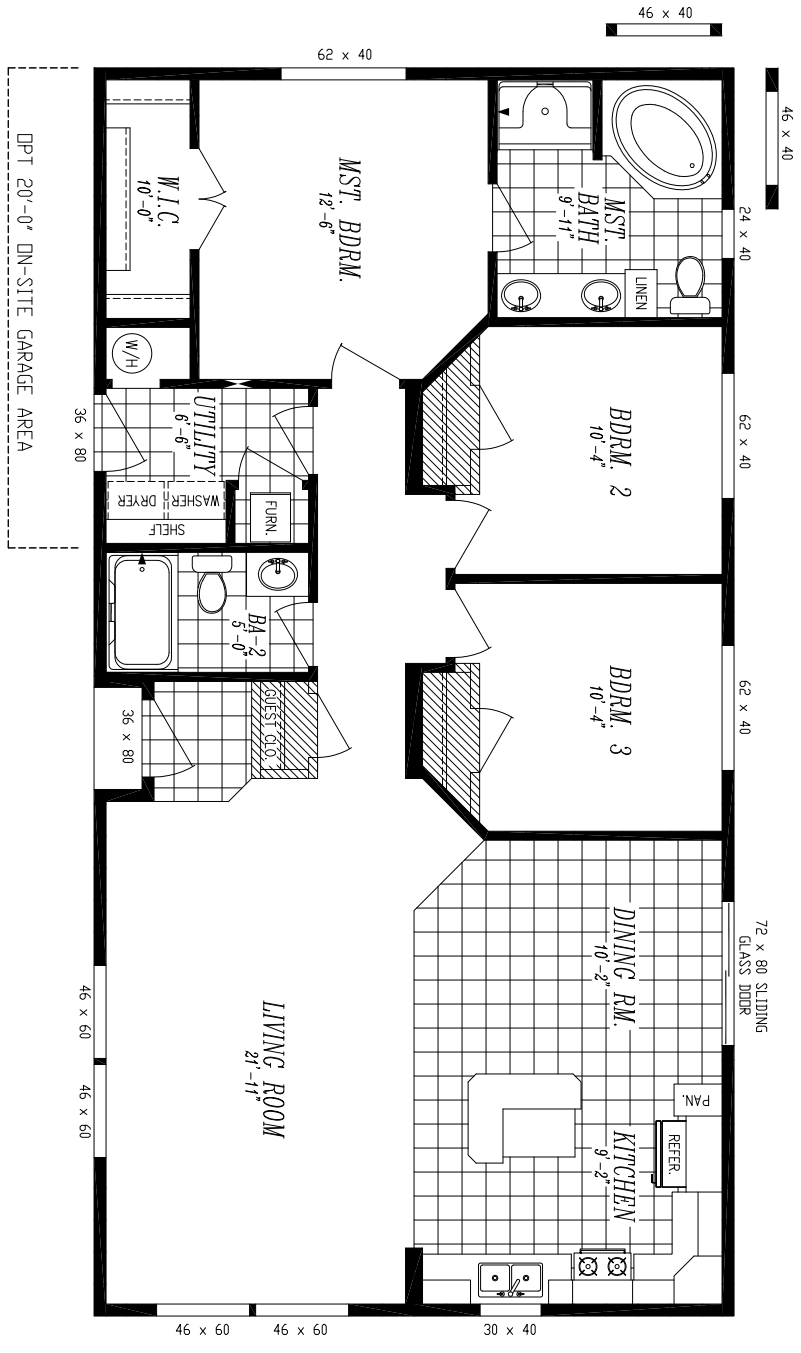 46 x 40
62 x 40
46 x 40
OPT 20'-0" ON-SITE GARAGE AREA
W.I.C.
10'-0"
MST. BDRM.
12'-6"
MST.
BATH
9'-11"
24 x 40
LINEN
W/H
36 x 80
UTILITY
6'-6"
DRYER
WASHER
SHELF
FURN.
BDRM. 2
10'-4"
62 x 40
BA-2
5'-0"
GUEST CLO.
36 x 80
BDRM. 3
10'-4"
62 x 40
DINING RM.
10'-2"
72 x 80 SLIDING
GLASS DOOR
LIVING ROOM
21'-11"
46 x 60
46 x 60
PAN.
REFER.
KITCHEN
9'-2"
46 x 60
46 x 60
30 x 40